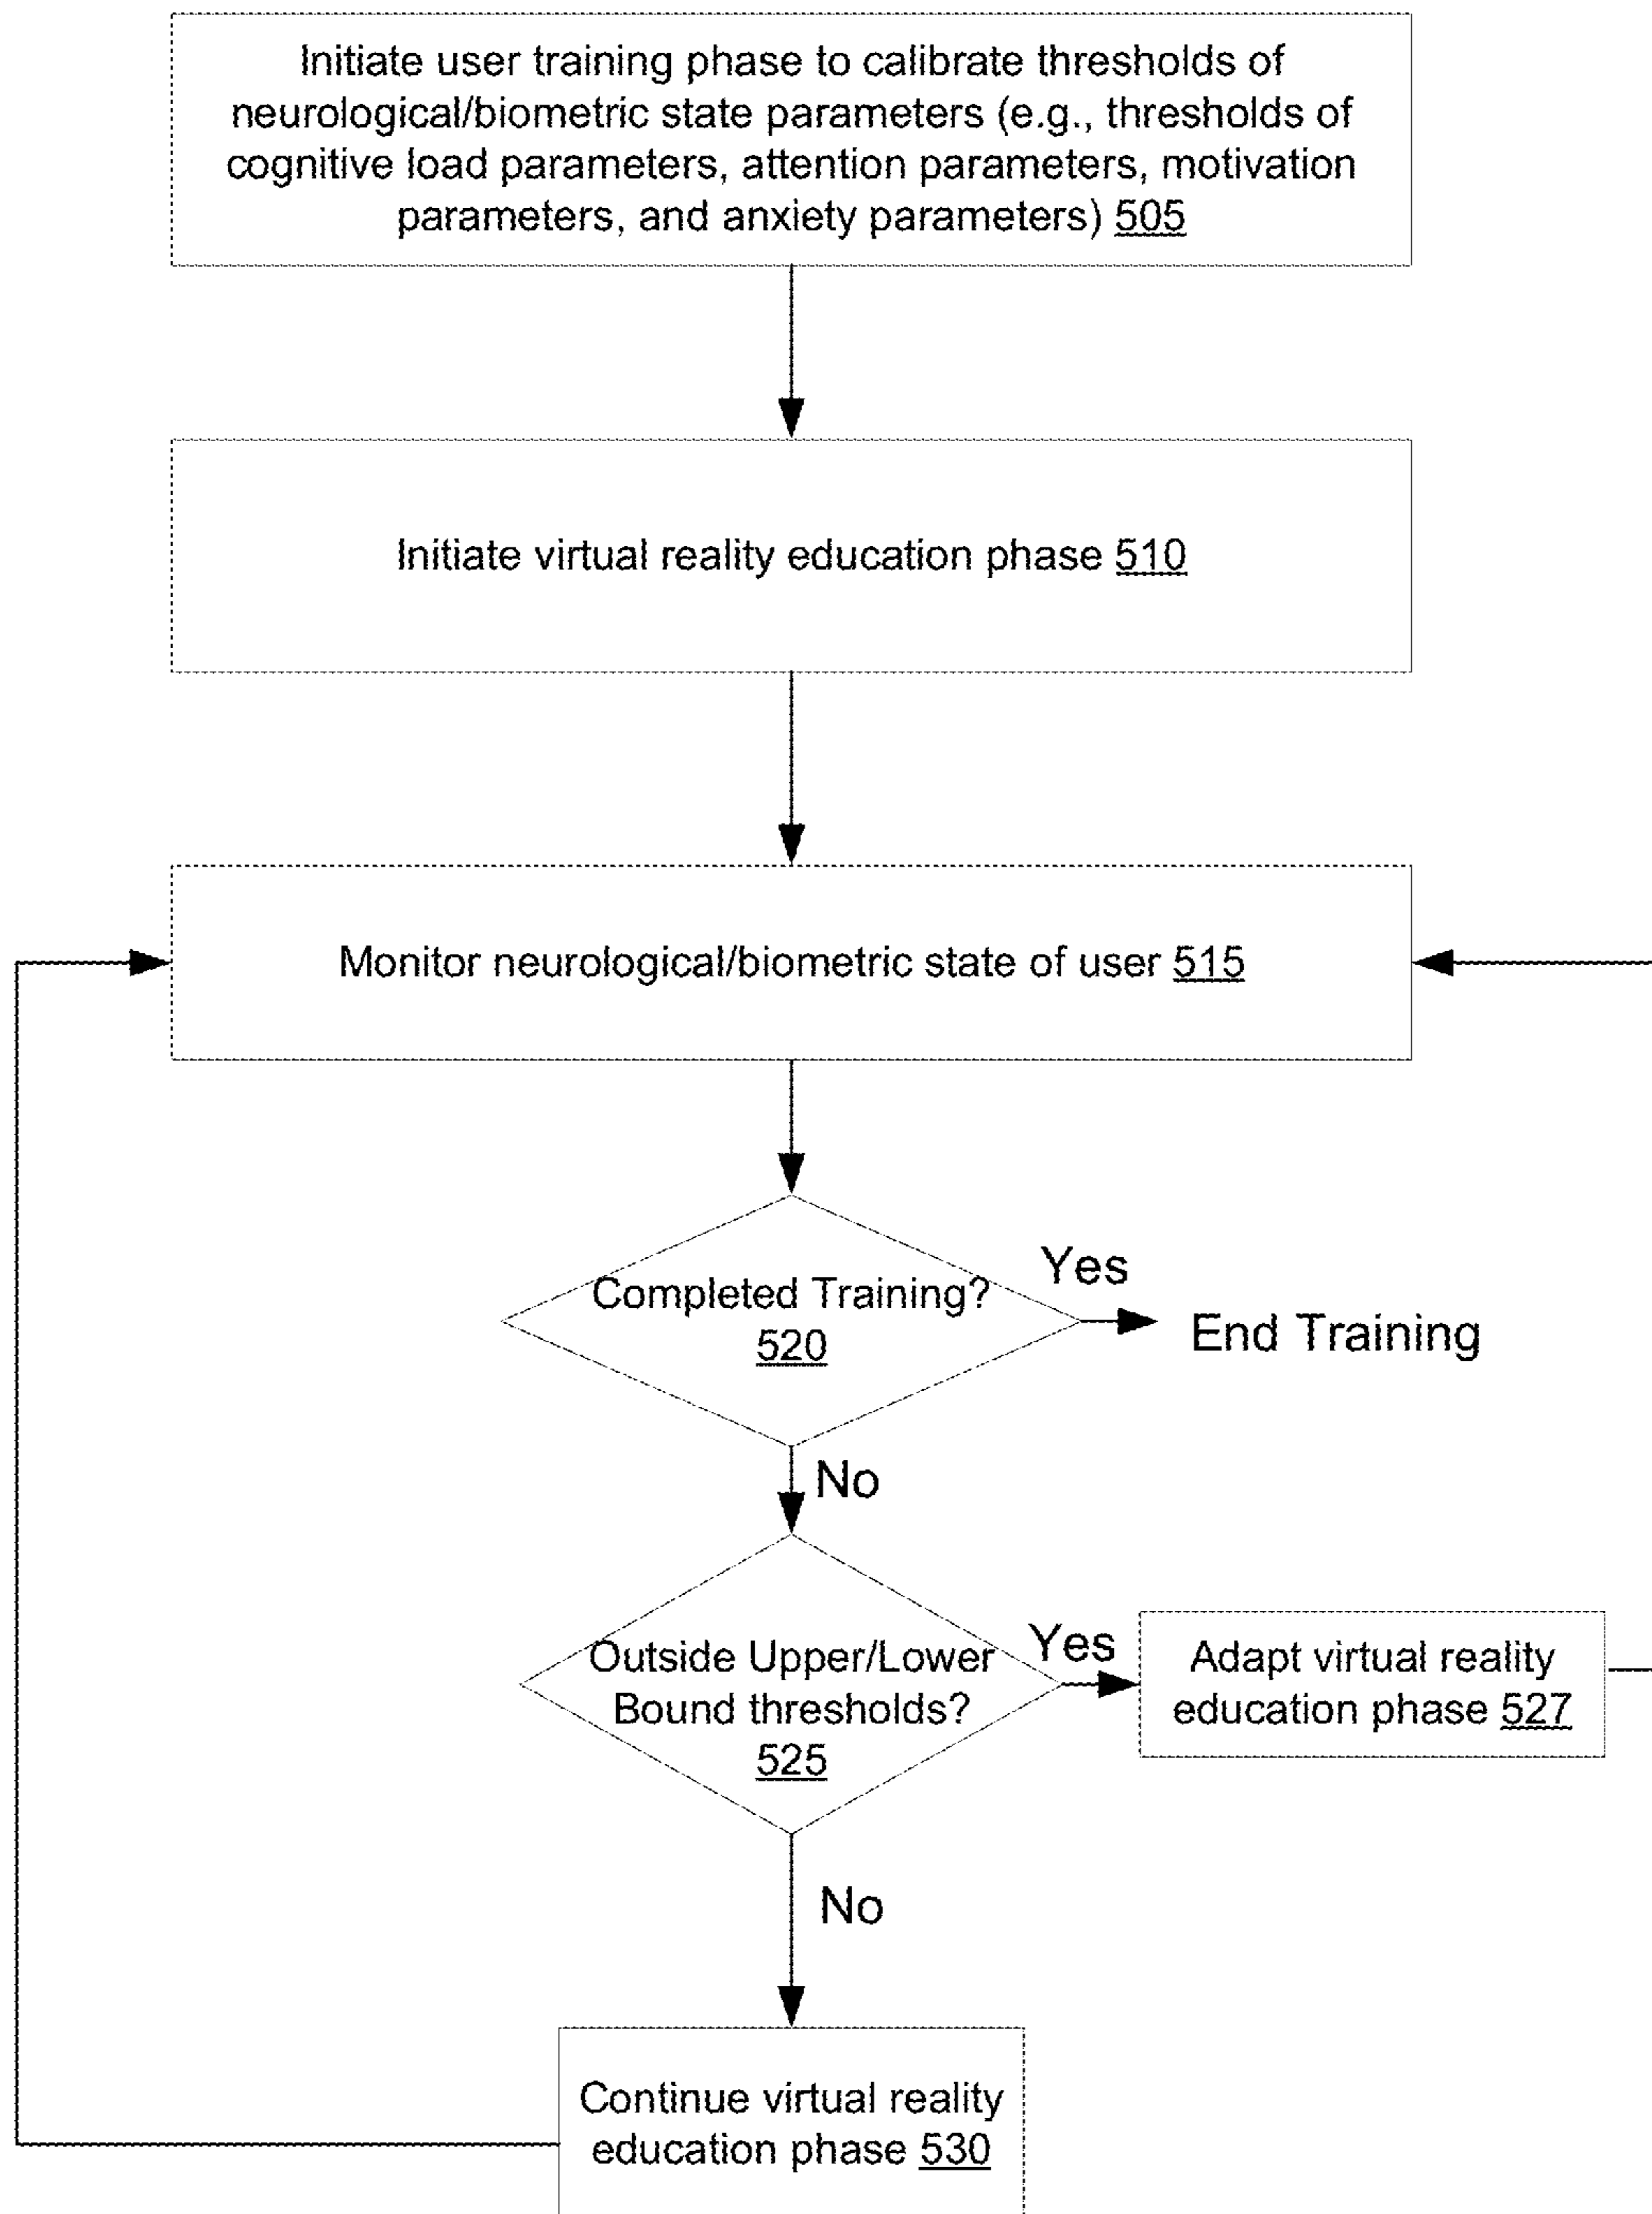 Initiate user training phase to calibrate thresholds of
neurological/biometric state parameters (e.g., thresholds of
cognitive load parameters, attention parameters, motivation
parameters, and anxiety parameters) 505
Initiate virtual reality education phase 510
Monitor neurological/biometric state of user 515
Completed Training?
520
Yes
End Training
No
Outside Upper/Lower
Bound thresholds?
525
Yes
Adapt virtual reality
education phase 527
No
Continue virtual reality
education phase 530